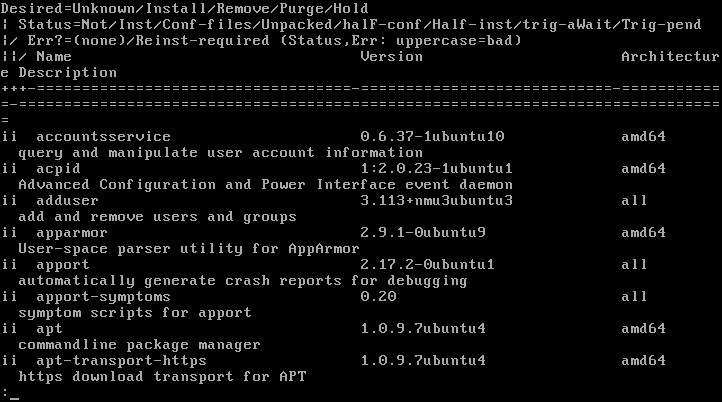 Desired=Unknown/Install/Remove/Purge/Hold
| Status=Not/Inst/Conf-files/Unpacked/halF-conf/Half-inst/trig-aWait/Trig-pend
|/ Err?=(none)/Reinst-required (Status,Err: uppercase=bad)
||/ Name                                Version                      Architectur
e Description
+++-===================================-============================-===========
=-==============================================================================
=
ii  accountsservice                     0.6.37-1ubuntu10             amd64
  query and manipulate user account information
ii  acpid                               1:2.0.23-1ubuntu1            amd64
  Advanced Configuration and Power Interface event daemon
ii  adduser                             3.113+nmu3ubuntu3            all
  add and remove users and groups
ii  apparmor                            2.9.1-0ubuntu9               amd64
  User-space parser utility for AppArmor
ii  apport                              2.17.2-0ubuntu1              all
  automatically generate crash reports for debugging
ii  apport-symptoms                     0.20                         all
  symptom scripts for apport
ii  apt                                 1.0.9.7ubuntu4               amd64
  commandline package manager
ii  apt-transport-https                 1.0.9.7ubuntu4               amd64
  https download transport for APT
:_